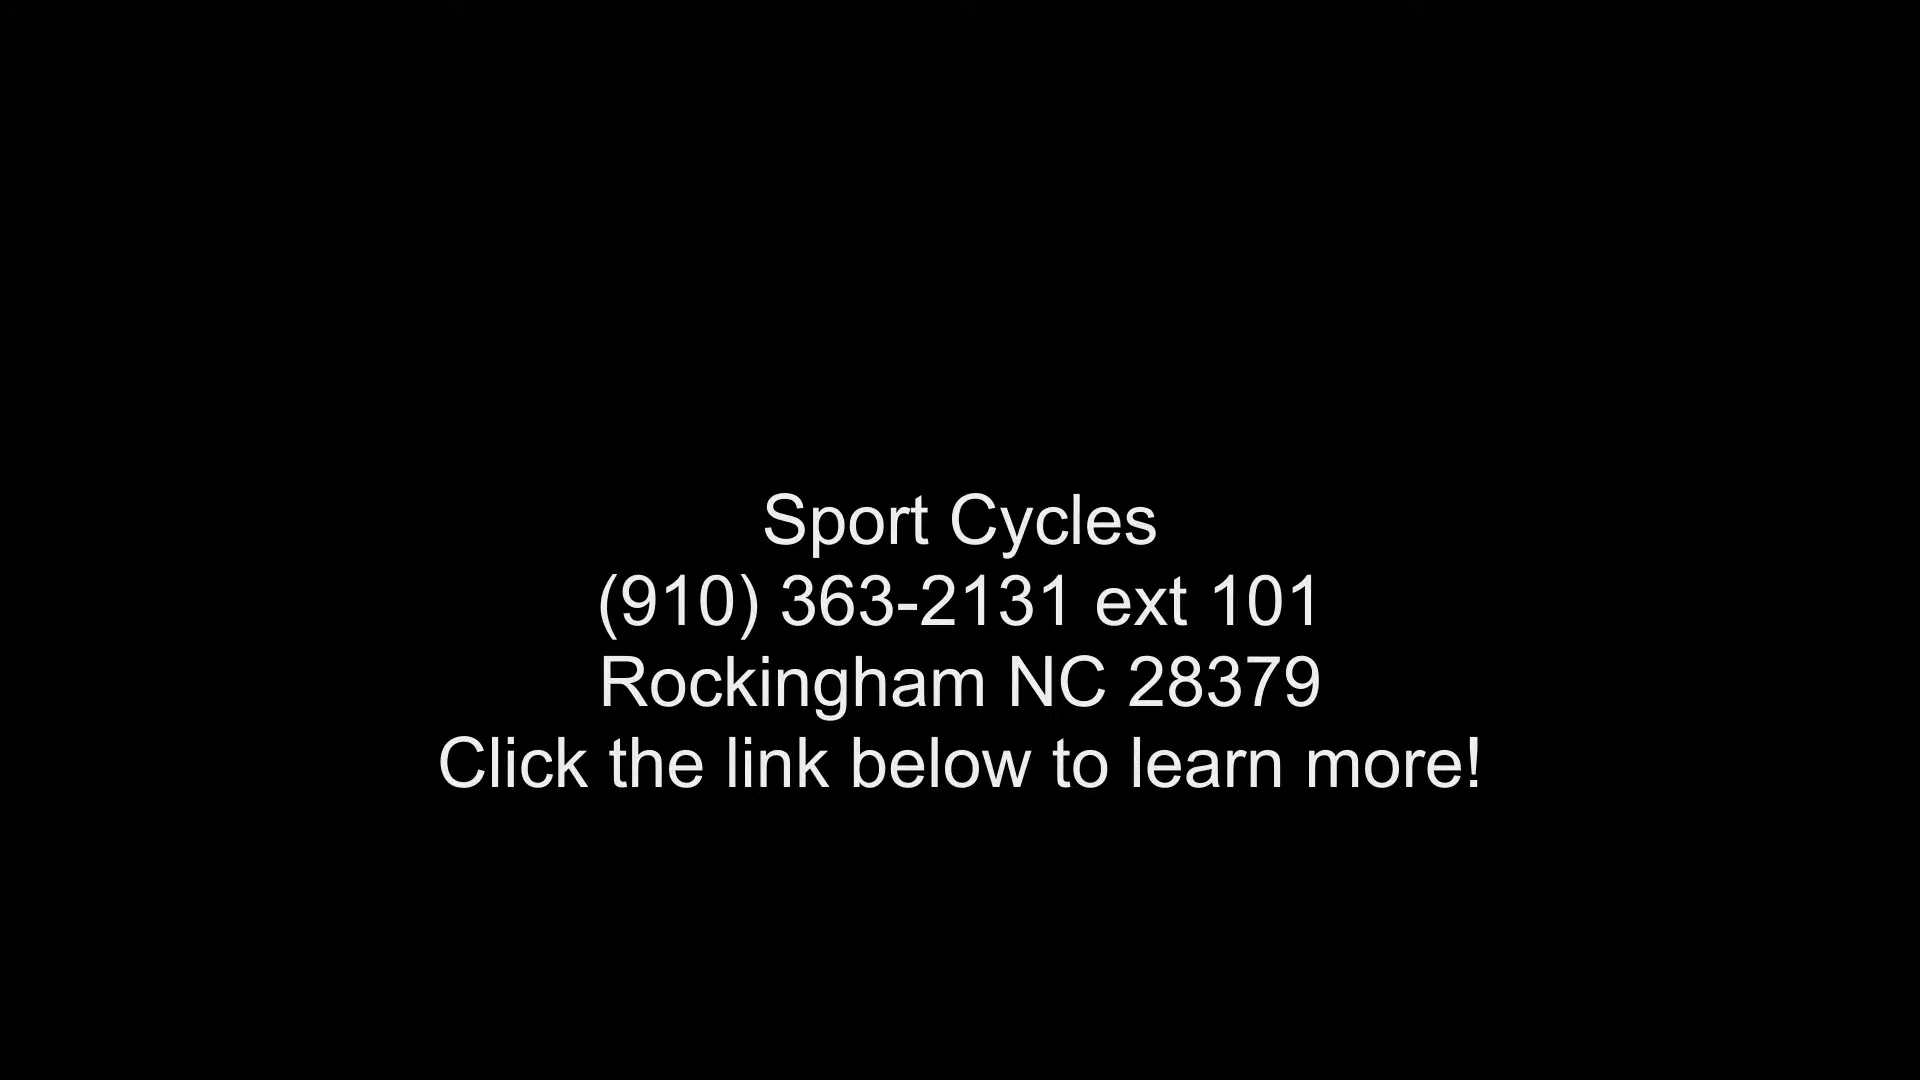 Sport Cycles
(910) 363-2131 ext 101
Rockingham NC 28379
Click the link below to learn more!